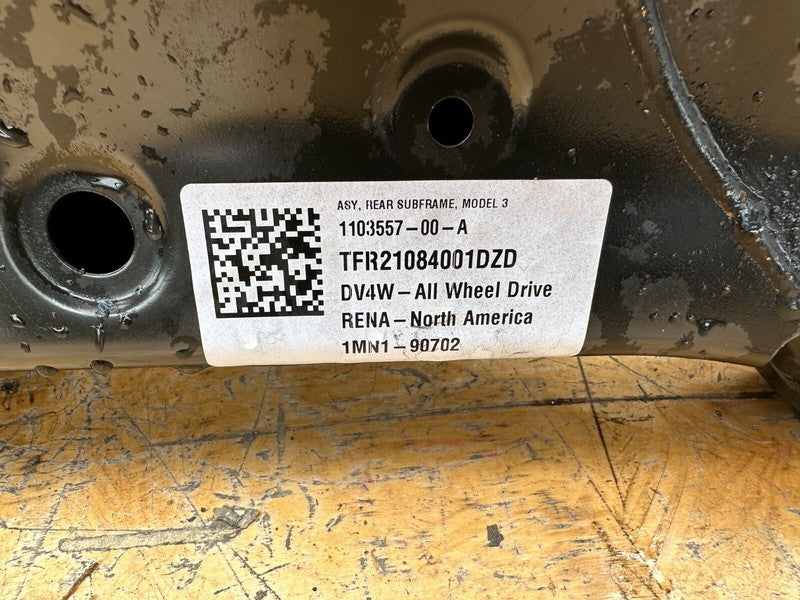 ASY, REAR SUBFRAME, MODEL 3
1103557-00-A
TFR21084001DZD
DV4W-All Wheel Drive
RENA-North America
1MN1-90702